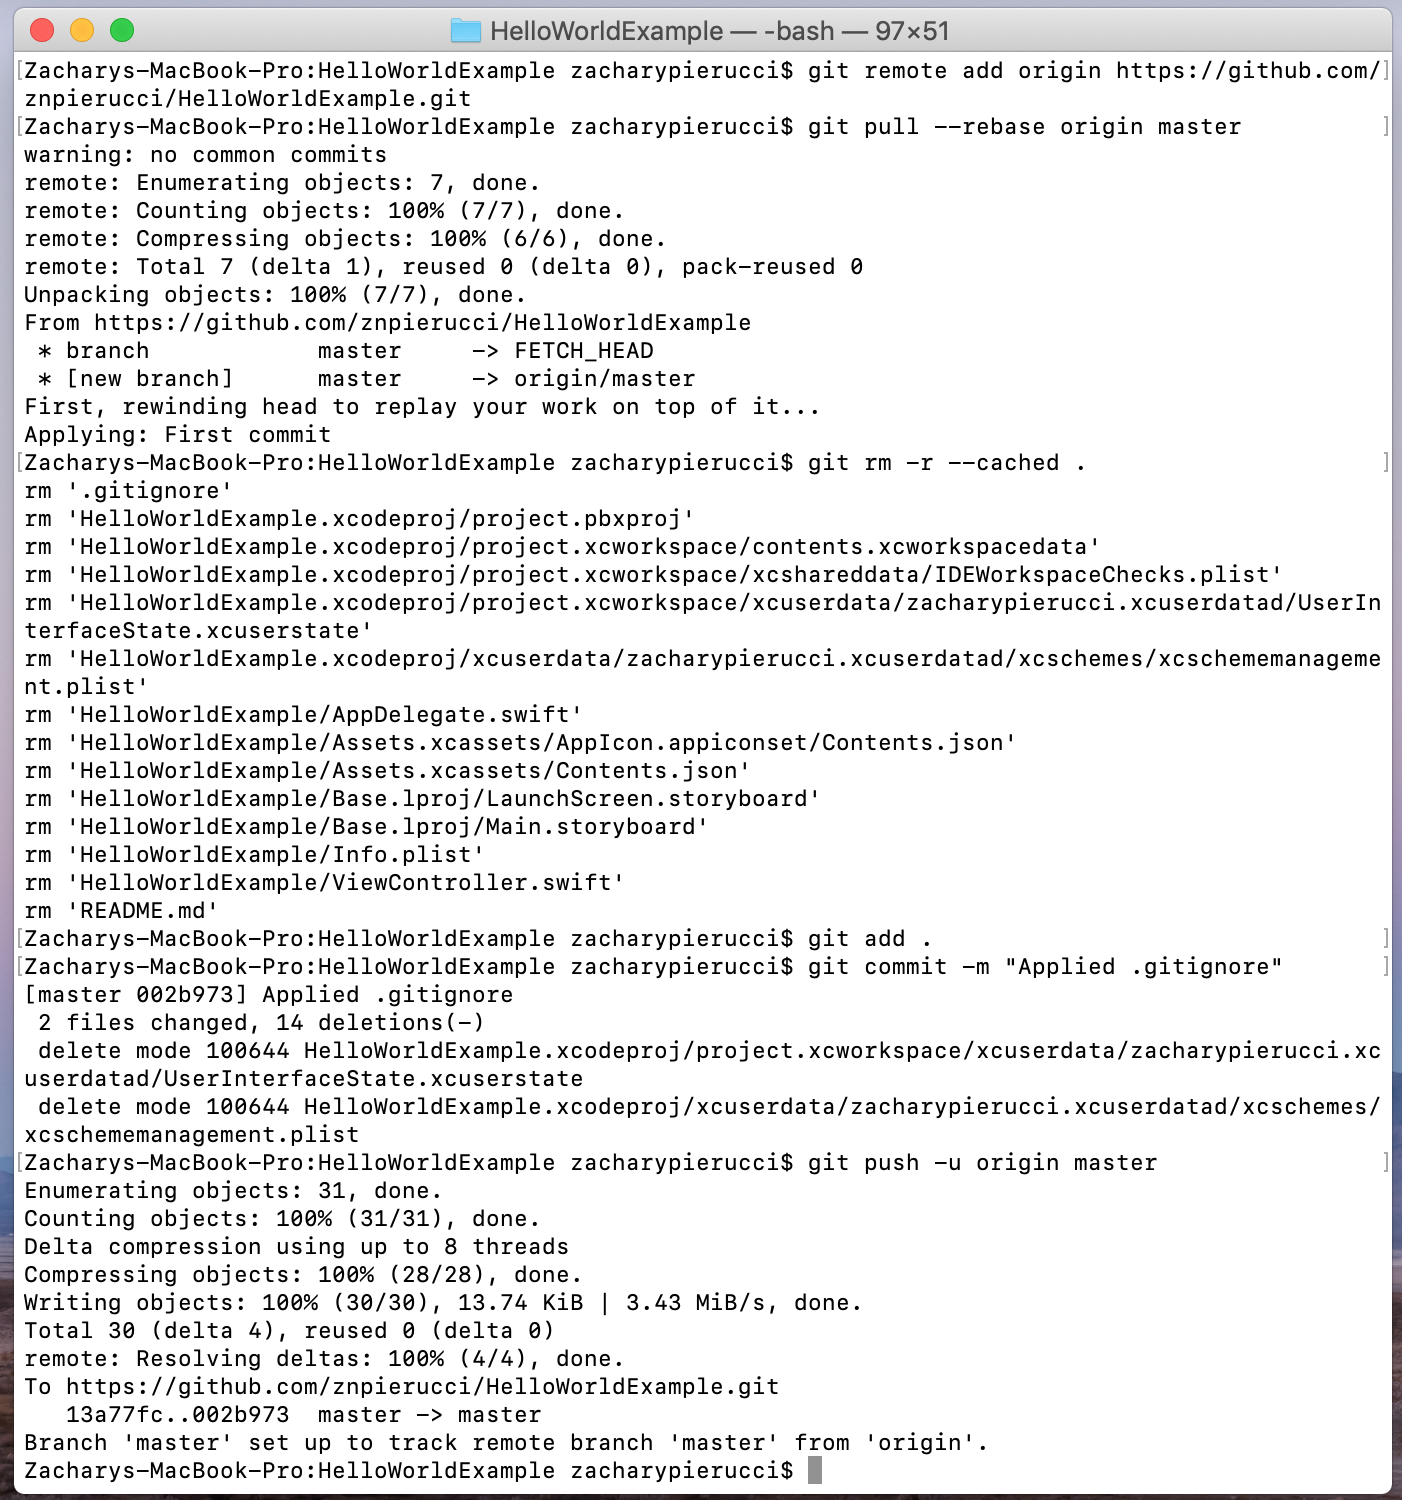 HelloWorldExample — -bash — 97×51
[Zacharys-MacBook-Pro:HelloWorldExample zacharypierucci$ git remote add origin https://github.com/]
znpierucci/HelloWorldExample.git
[Zacharys-MacBook-Pro:HelloWorldExample zacharypierucci$ git pull --rebase origin master ]
warning: no common commits
remote: Enumerating objects: 7, done.
remote: Counting objects: 100% (7/7), done.
remote: Compressing objects: 100% (6/6), done.
remote: Total 7 (delta 1), reused 0 (delta 0), pack-reused 0
Unpacking objects: 100% (7/7), done.
From https://github.com/znpierucci/HelloWorldExample
 * branch            master     -> FETCH_HEAD
 * [new branch]      master     -> origin/master
First, rewinding head to replay your work on top of it...
Applying: First commit
[Zacharys-MacBook-Pro:HelloWorldExample zacharypierucci$ git rm -r --cached . ]
rm '.gitignore'
rm 'HelloWorldExample.xcodeproj/project.pbxproj'
rm 'HelloWorldExample.xcodeproj/project.xcworkspace/contents.xcworkspacedata'
rm 'HelloWorldExample.xcodeproj/project.xcworkspace/xcshareddata/IDEWorkspaceChecks.plist'
rm 'HelloWorldExample.xcodeproj/project.xcworkspace/xcuserdata/zacharypierucci.xcuserdatad/UserIn
terfaceState.xcuserstate'
rm 'HelloWorldExample.xcodeproj/xcuserdata/zacharypierucci.xcuserdatad/xcschemes/xcschememanageme
nt.plist'
rm 'HelloWorldExample/AppDelegate.swift'
rm 'HelloWorldExample/Assets.xcassets/AppIcon.appiconset/Contents.json'
rm 'HelloWorldExample/Assets.xcassets/Contents.json'
rm 'HelloWorldExample/Base.lproj/LaunchScreen.storyboard'
rm 'HelloWorldExample/Base.lproj/Main.storyboard'
rm 'HelloWorldExample/Info.plist'
rm 'HelloWorldExample/ViewController.swift'
rm 'README.md'
[Zacharys-MacBook-Pro:HelloWorldExample zacharypierucci$ git add . ]
[Zacharys-MacBook-Pro:HelloWorldExample zacharypierucci$ git commit -m "Applied .gitignore" ]
[master 002b973] Applied .gitignore
 2 files changed, 14 deletions(-)
 delete mode 100644 HelloWorldExample.xcodeproj/project.xcworkspace/xcuserdata/zacharypierucci.xc
userdatad/UserInterfaceState.xcuserstate
 delete mode 100644 HelloWorldExample.xcodeproj/xcuserdata/zacharypierucci.xcuserdatad/xcschemes/
xcschememanagement.plist
[Zacharys-MacBook-Pro:HelloWorldExample zacharypierucci$ git push -u origin master ]
Enumerating objects: 31, done.
Counting objects: 100% (31/31), done.
Delta compression using up to 8 threads
Compressing objects: 100% (28/28), done.
Writing objects: 100% (30/30), 13.74 KiB | 3.43 MiB/s, done.
Total 30 (delta 4), reused 0 (delta 0)
remote: Resolving deltas: 100% (4/4), done.
To https://github.com/znpierucci/HelloWorldExample.git
   13a77fc..002b973  master -> master
Branch 'master' set up to track remote branch 'master' from 'origin'.
Zacharys-MacBook-Pro:HelloWorldExample zacharypierucci$